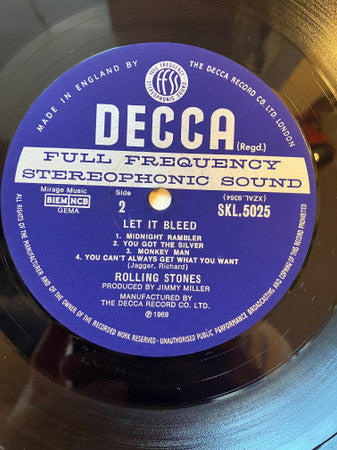 MADE IN ENGLAND BY
FULL FREQUENCY
FFSS
STEREOPHONIC SOUND
THE DECCA RECORD CO. LTD. LONDON
DECCA (Regd.)
FULL FREQUENCY
STEREOPHONIC SOUND
Mirage Music
BIEM NCB
GEMA
Side
2
SKL.5025
LET IT BLEED
1. MIDNIGHT RAMBLER
2. YOU GOT THE SILVER
3. MONKEY MAN
4. YOU CAN'T ALWAYS GET WHAT YOU WANT
(Jagger, Richard)
ROLLING STONES
PRODUCED BY JIMMY MILLER
MANUFACTURED BY
THE DECCA RECORD CO. LTD.
℗ 1969
ALL RIGHTS OF THE MANUFACTURER AND OF THE OWNER OF THE RECORDED WORK RESERVED · UNAUTHORISED PUBLIC PERFORMANCE BROADCASTING AND COPYING OF THIS RECORD PROHIBITED